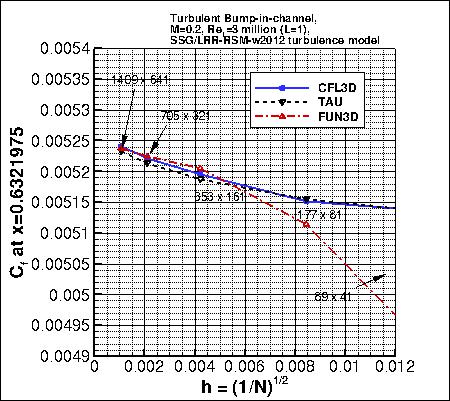 Turbulent Bump-in-channel,
M=0.2, Re_L=3 million (L=1),
SSG/LRR-RSM-w2012 turbulence model
0.0054
0.00535
0.0053
0.00525
0.0052
0.00515
0.0051
0.00505
0.005
0.00495
0.0049
C_f at x=0.6321975
CFL3D
TAU
FUN3D
1409 x 641
705 x 321
353 x 161
177 x 81
89 x 41
0
0.002
0.004
0.006
0.008
0.01
0.012
h = (1/N)^1/2